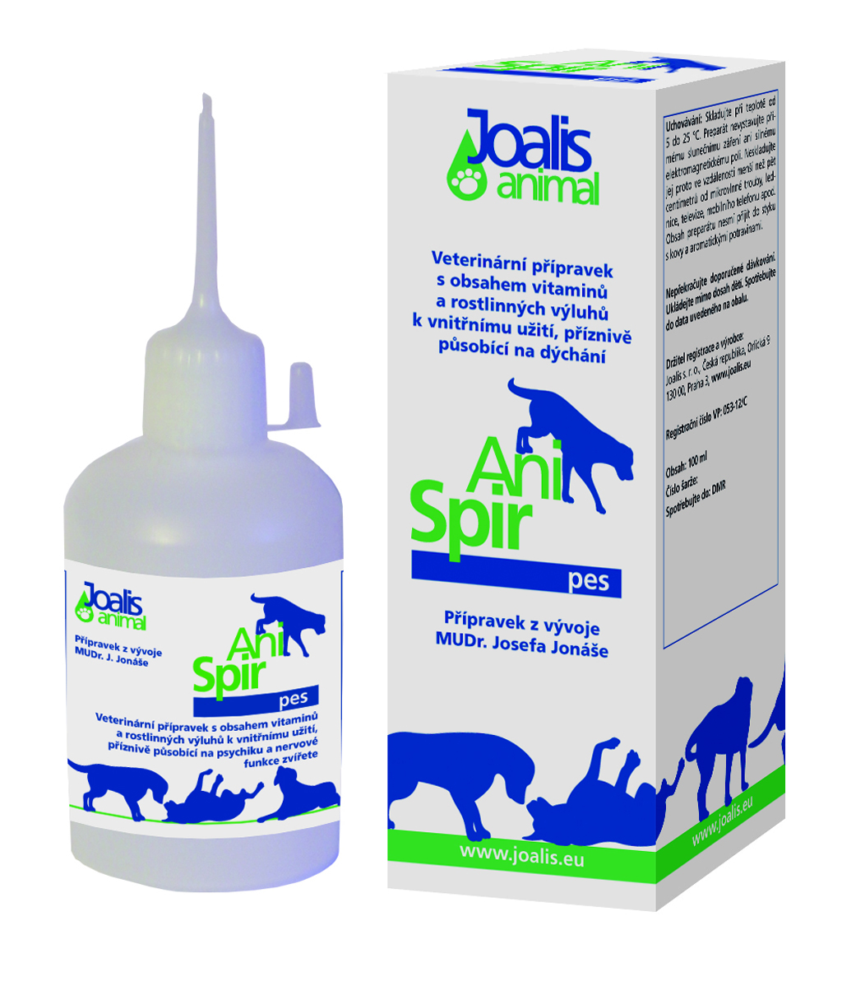 Joalis
animal
Přípravek z vývoje
MUDr. J. Jonáše
Ani
Spir
pes
Veterinární přípravek s obsahem vitaminů
a rostlinných výluhů k vnitřnímu užití,
příznivě působící na psychiku a nervové
funkce zvířete
Ani
Spir
Joalis
animal
Veterinární přípravek
s obsahem vitaminů
a rostlinných výluhů
k vnitřnímu užití, příznivě
působící na dýchání
Ani
Spir
pes
Přípravek z vývoje
MUDr. Josefa Jonáše
www.joalis.eu
Uchovávání: Skladujte při teplotě od
5 do 25 °C. Preparát nevystavujte pří-
mému slunečnímu záření ani silnému
elektromagnetickému poli. Neskladujte
jej proto ve vzdálenosti menší než pět
centimetrů od mikrovlnné trouby, led-
nice, televize, mobilního telefonu apod.
Obsah preparátu nesmí přijít do styku
s kovy a aromatickými potravinami.
Nepřekračujte doporučené dávkování.
Ukládejte mimo dosah dětí. Spotřebujte
do data uvedeného na obalu.
Držitel registrace a výrobce:
Joalis s. r. o., Česká republika, Orlická 9
130 00, Praha 3, www.joalis.eu
Registrační číslo VP: 053-12/C
Obsah: 100 ml
Číslo šarže:
Spotřebujte do: DMR
www.joalis.eu